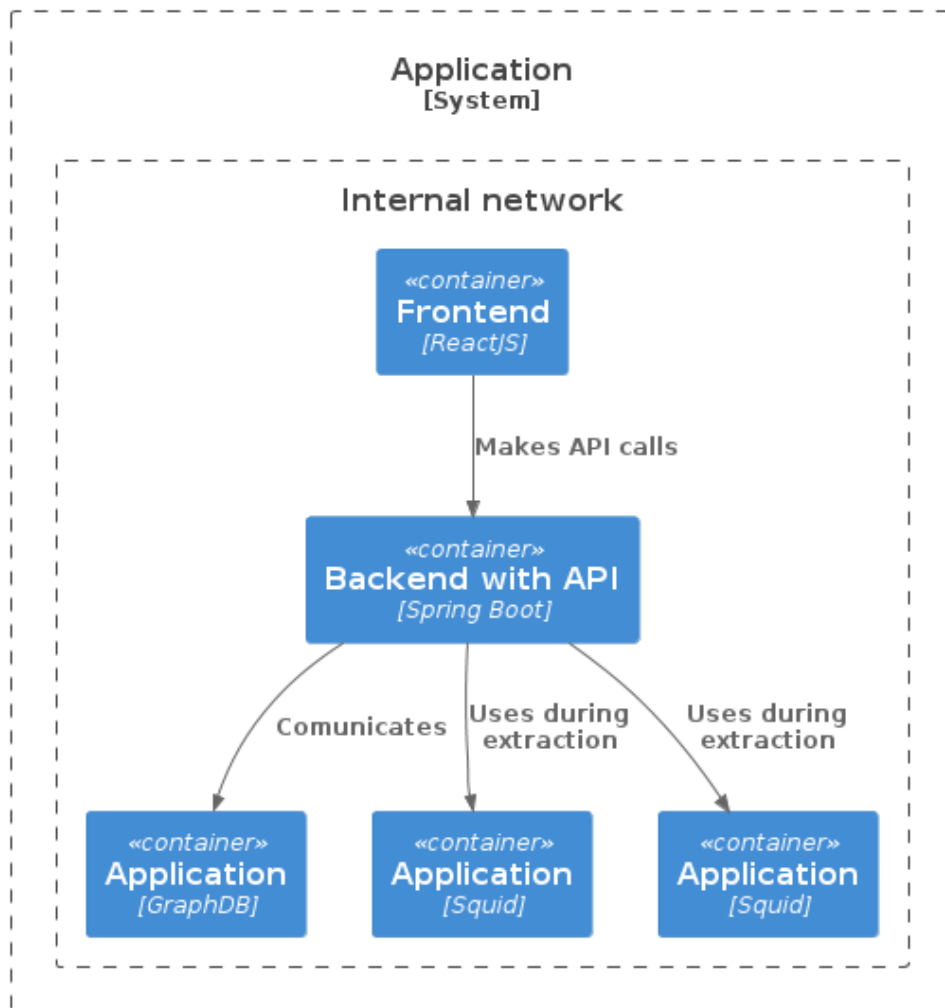 Application
[System]
Internal network
«container»
Frontend
[ReactJS]
Makes API calls
«container»
Backend with API
[Spring Boot]
Comunicates
Uses during
extraction
Uses during
extraction
«container»
Application
[GraphDB]
«container»
Application
[Squid]
«container»
Application
[Squid]